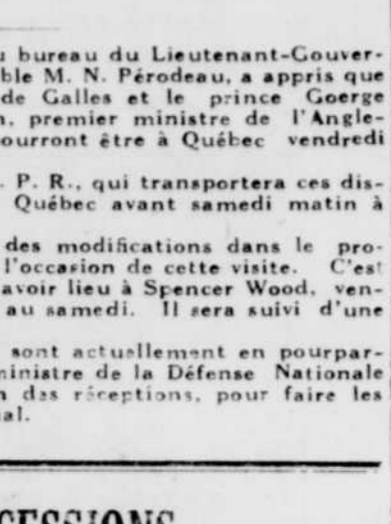 u bureau du Lieutenant-Gouver-
ble M. N. Pérodeau, a appris que
de Galles et le prince Goerge
n, premier ministre de l'Angle-
ourront être à Québec vendredi
. P. R., qui transportera ces dis-
Québec avant samedi matin à
des modifications dans le pro-
l'occasion de cette visite. C'est
avoir lieu à Spencer Wood, ven-
au samedi. Il sera suivi d'une
sont actuellement en pourpar-
ministre de la Défense Nationale
n des réceptions, pour faire les
al.
CESSIONS